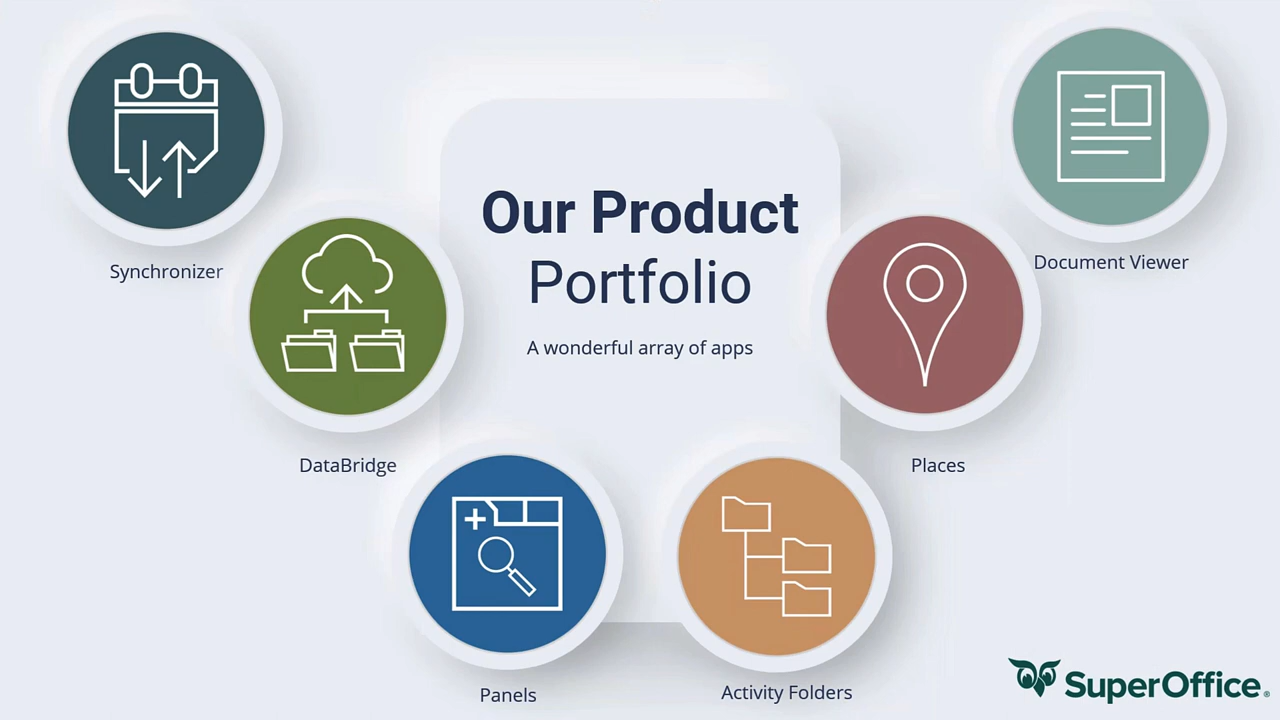 Our Product
Portfolio
A wonderful array of apps
Synchronizer
DataBridge
Panels
Activity Folders
Places
Document Viewer
SuperOffice®